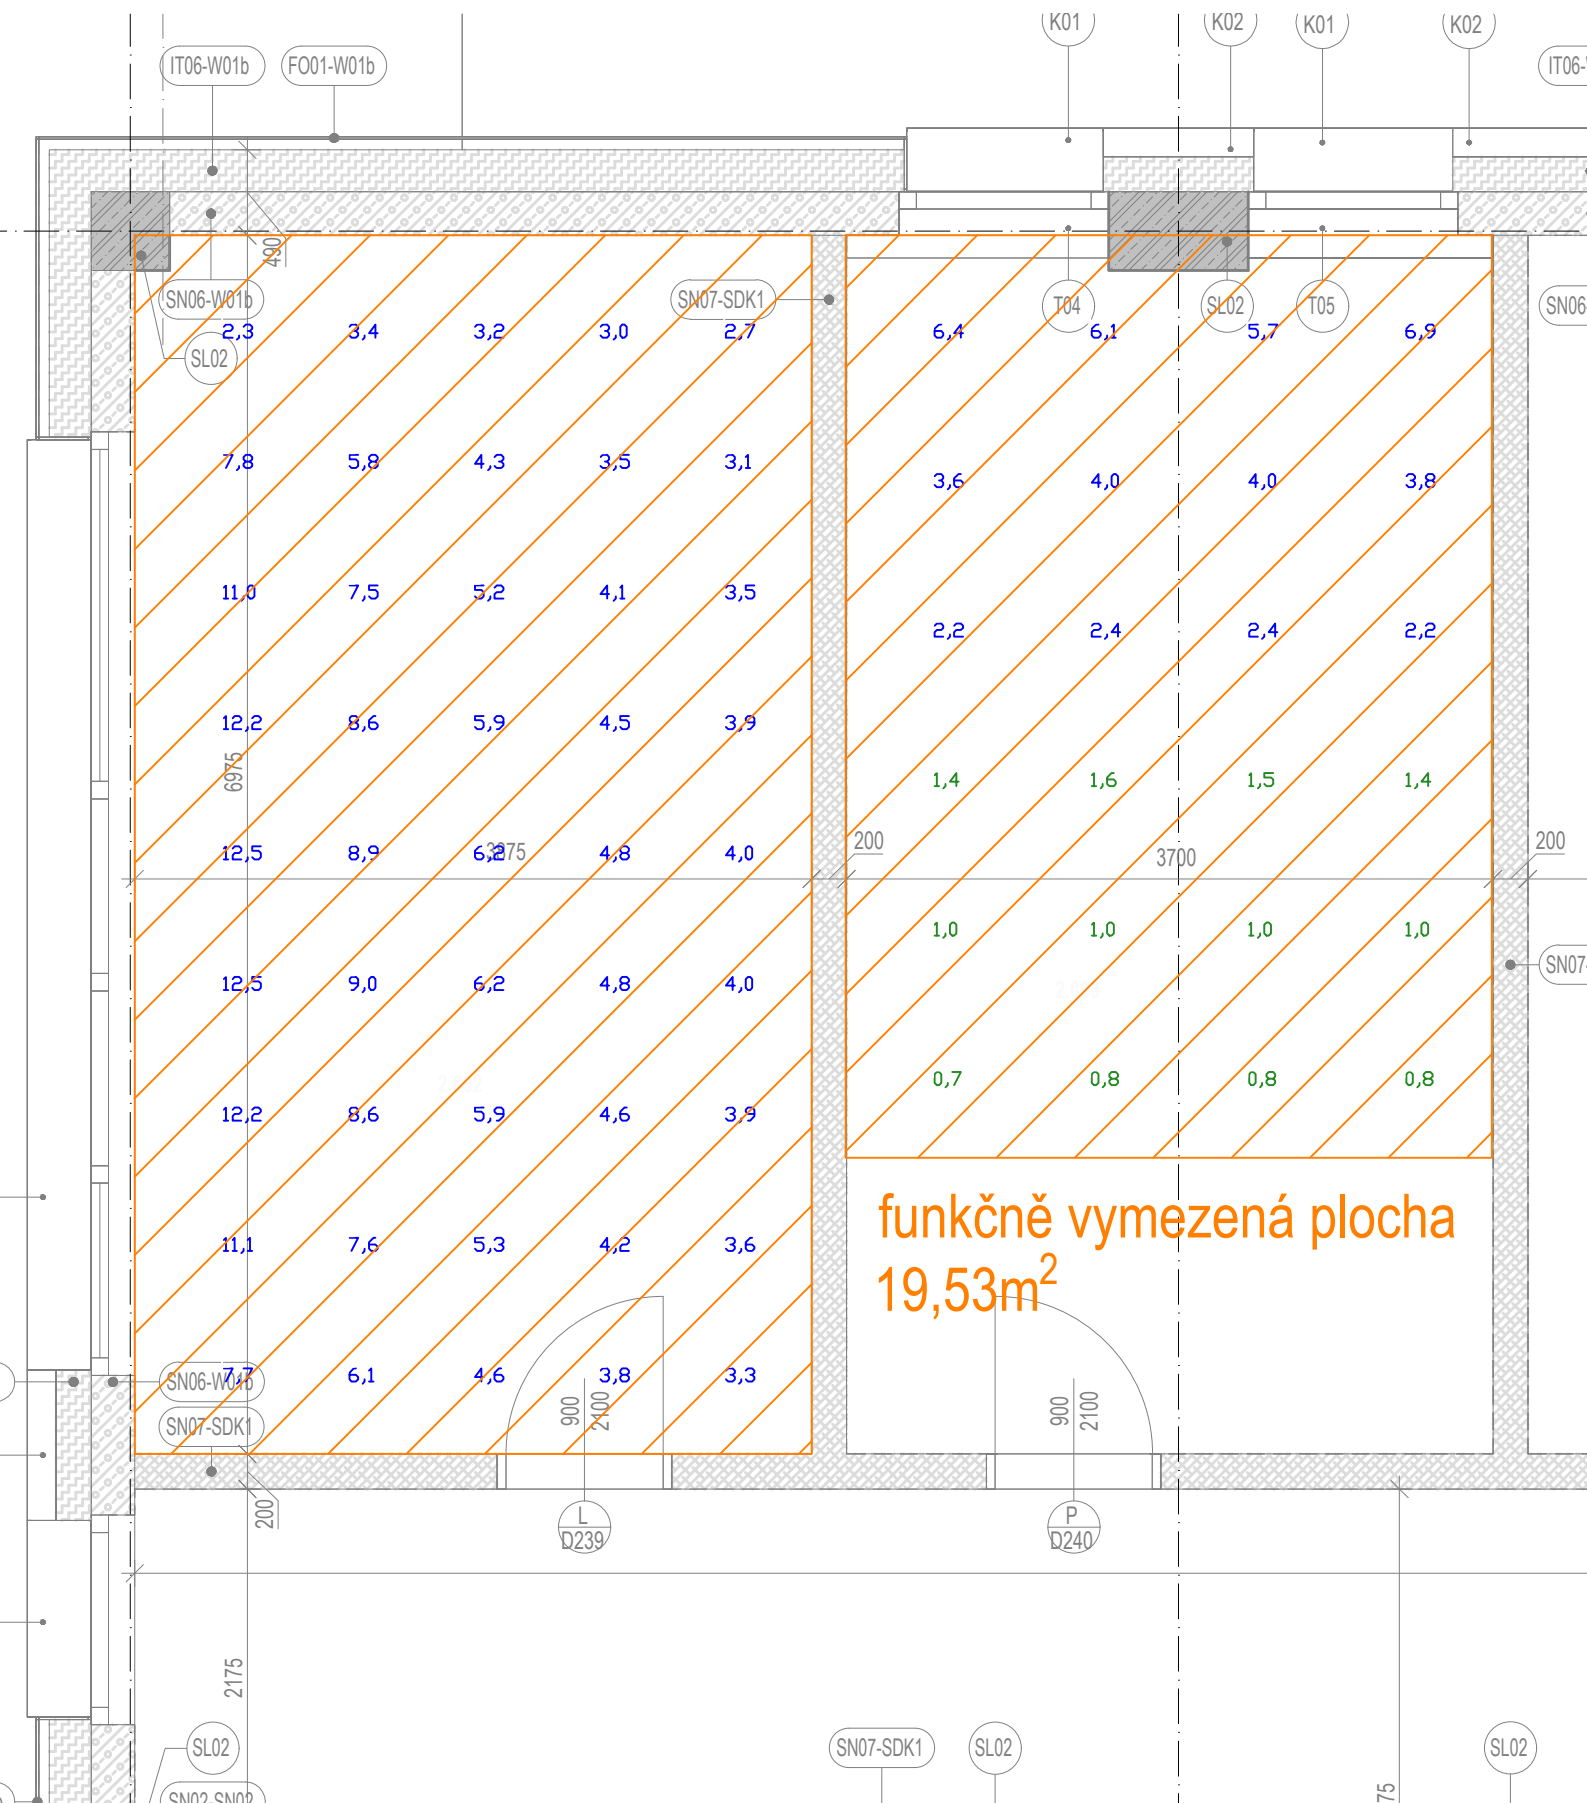 K01 K02 K01 K02
IT06-W01b FO01-W01b
490
SN06-W01b SN07-SDK1 T04 SL02 T05
2,3 3,4 3,2 3,0 2,7 6,4 6,1 5,7 6,9
SL02
7,8 5,8 4,3 3,5 3,1 3,6 4,0 4,0 3,8
11,0 7,5 5,2 4,1 3,5 2,2 2,4 2,4 2,2
12,2 8,6 5,9 4,5 3,9
6975
1,4 1,6 1,5 1,4
12,5 8,9 4,8 4,0
200 3700 200
1,0 1,0 1,0 1,0
12,5 9,0 6,2 4,8 4,0
0,7 0,8 0,8 0,8
12,2 8,6 5,9 4,6 3,9
funkčně vymezená plocha
19,53m²
11,1 7,6 5,3 4,2 3,6
7,7 6,1 4,6 3,8 3,3
SN06-W01b
SN07-SDK1
900
2100
900
2100
200
L
D239
P
D240
2175
SL02 SN07-SDK1 SL02 SL02
SN02-SN02